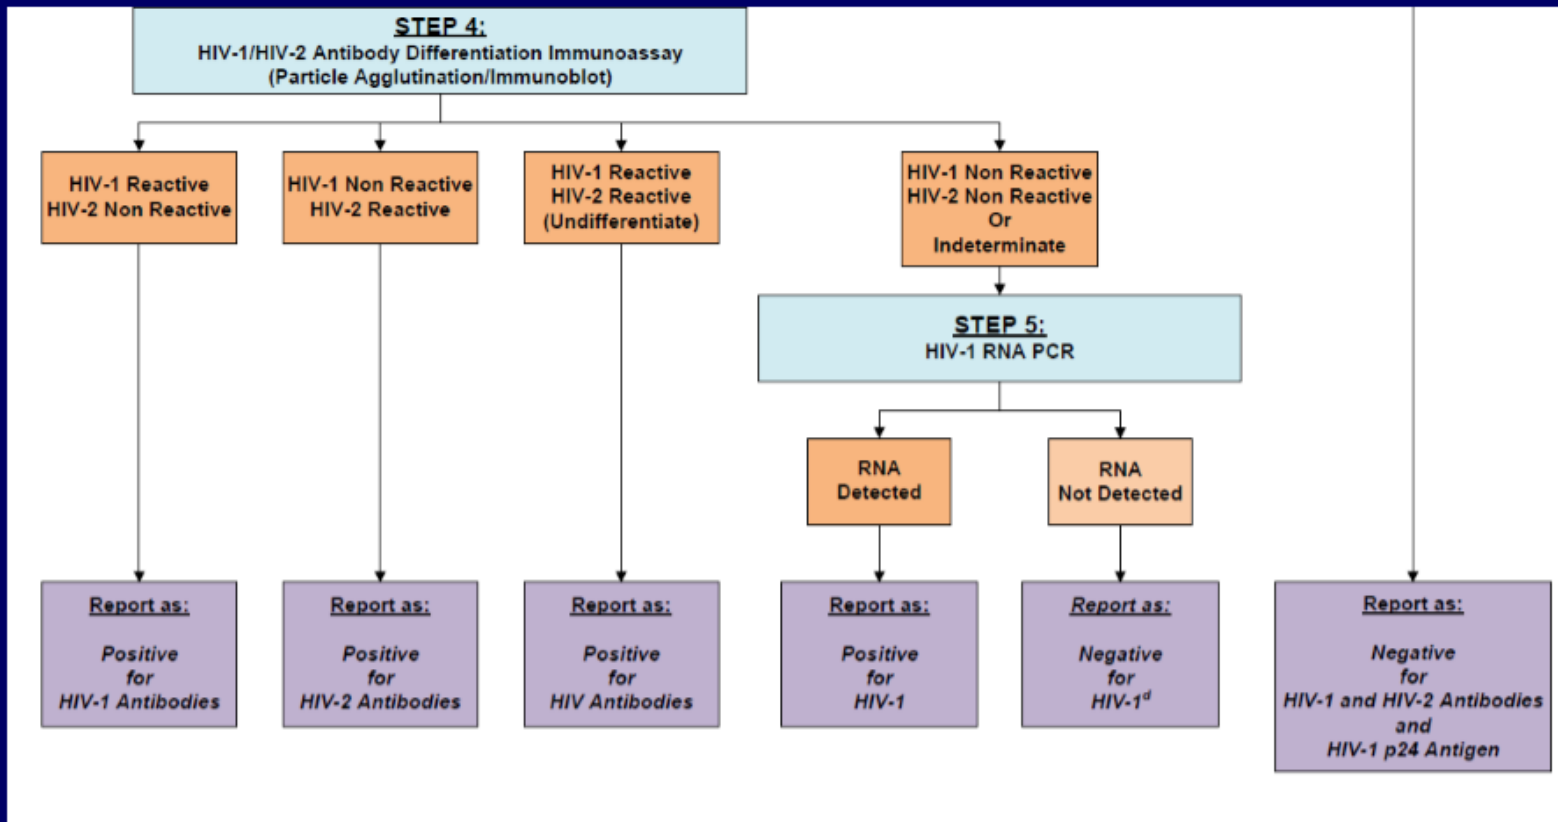 STEP 4:
HIV-1/HIV-2 Antibody Differentiation Immunoassay
(Particle Agglutination/Immunoblot)
HIV-1 Reactive
HIV-2 Non Reactive
HIV-1 Non Reactive
HIV-2 Reactive
HIV-1 Reactive
HIV-2 Reactive
(Undifferentiate)
HIV-1 Non Reactive
HIV-2 Non Reactive
Or
Indeterminate
STEP 5:
HIV-1 RNA PCR
RNA
Detected
RNA
Not Detected
Report as:
Positive
for
HIV-1 Antibodies
Report as:
Positive
for
HIV-2 Antibodies
Report as:
Positive
for
HIV Antibodies
Report as:
Positive
for
HIV-1
Report as:
Negative
for
HIV-1ᵈ
Report as:
Negative
for
HIV-1 and HIV-2 Antibodies
and
HIV-1 p24 Antigen